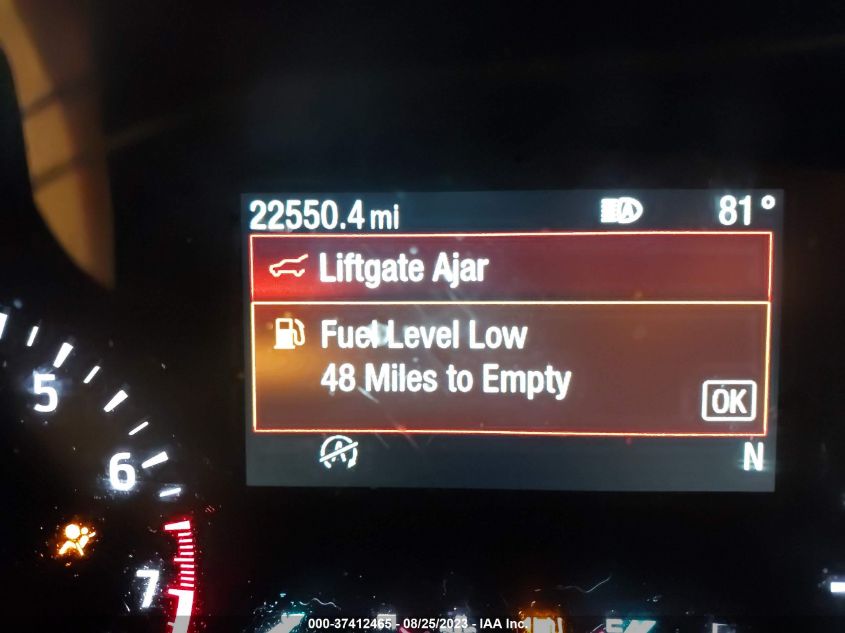 22550.4 mi 81°
Liftgate Ajar
Fuel Level Low
48 Miles to Empty
OK
N
5
6
7
000-37412465 - 08/25/2023 - IAA Inc.